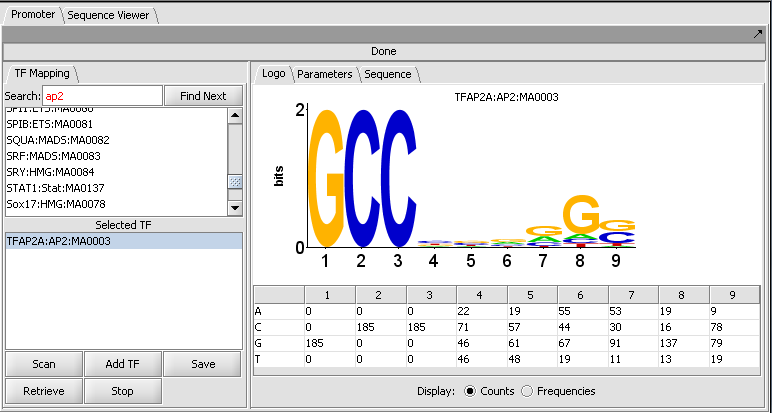 Promoter Sequence Viewer
Done
TF Mapping
Search: ap2 Find Next
SPIB:ETS:MA0081
SQUA:MADS:MA0082
SRF:MADS:MA0083
SRY:HMG:MA0084
STAT1:Stat:MA0137
Sox17:HMG:MA0078
Selected TF
TFAP2A:AP2:MA0003
Scan Add TF Save
Retrieve Stop
Logo Parameters Sequence
TFAP2A:AP2:MA0003
2
bits
0
GCC
G G G
C
1 2 3 4 5 6 7 8 9
1 2 3 4 5 6 7 8 9
A 0 0 0 22 19 55 53 19 9
C 0 185 185 71 57 44 30 16 78
G 185 0 0 46 61 67 91 137 79
T 0 0 0 46 48 19 11 13 19
Display: Counts Frequencies